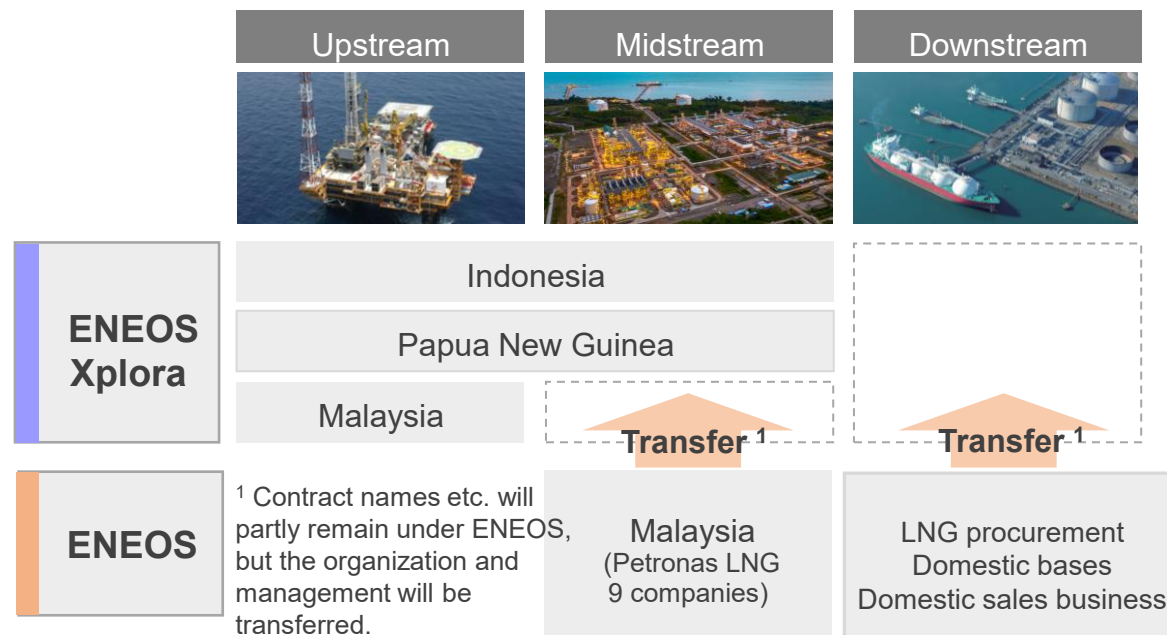 Upstream
Midstream
Downstream
ENEOS
Xplora
Indonesia
Papua New Guinea
Malaysia
Transfer ¹
Transfer ¹
ENEOS
¹ Contract names etc. will
partly remain under ENEOS,
but the organization and
management will be
transferred.
Malaysia
(Petronas LNG
9 companies)
LNG procurement
Domestic bases
Domestic sales business